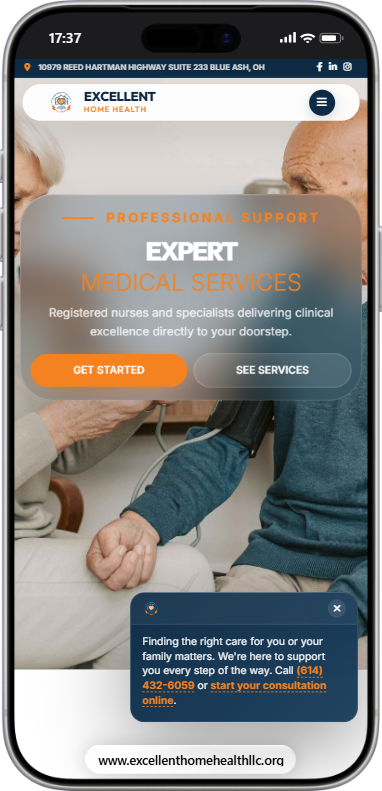 17:37
10979 REED HARTMAN HIGHWAY SUITE 233 BLUE ASH, OH
EXCELLENT
HOME HEALTH
PROFESSIONAL SUPPORT
EXPERT
MEDICAL SERVICES
Registered nurses and specialists delivering clinical
excellence directly to your doorstep.
GET STARTED
SEE SERVICES
Finding the right care for you or your
family matters. We're here to support
you every step of the way. Call (614)
432-6059 or start your consultation
online.
www.excellenthomehealthllc.org